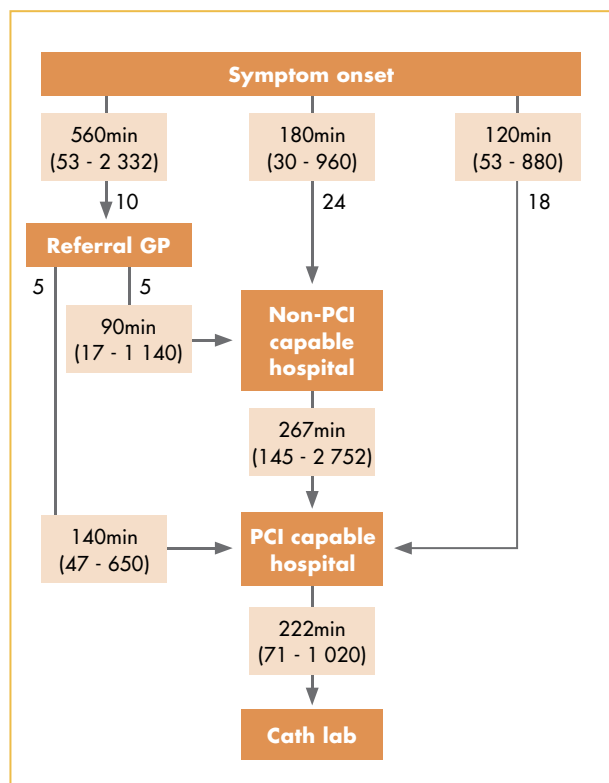 Symptom onset
560min
(53 - 2 332)
180min
(30 - 960)
120min
(53 - 880)
10
24
18
Referral GP
5
5
90min
(17 - 1 140)
Non-PCI
capable
hospital
267min
(145 - 2 752)
140min
(47 - 650)
PCI capable
hospital
222min
(71 - 1 020)
Cath lab